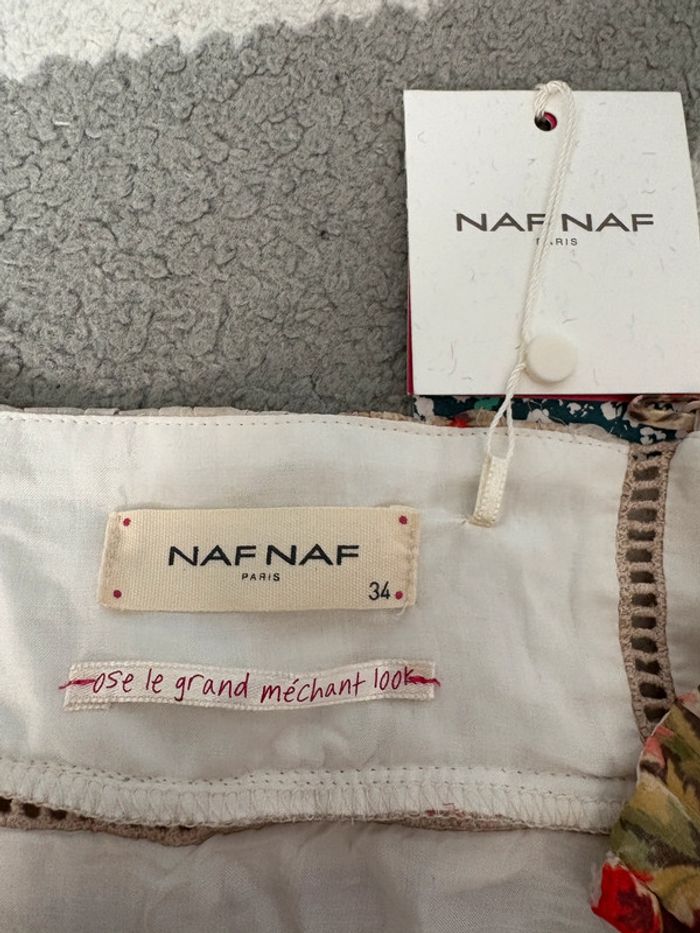 NAF NAF
PARIS
NAF NAF
PARIS
34
ose le grand méchant look